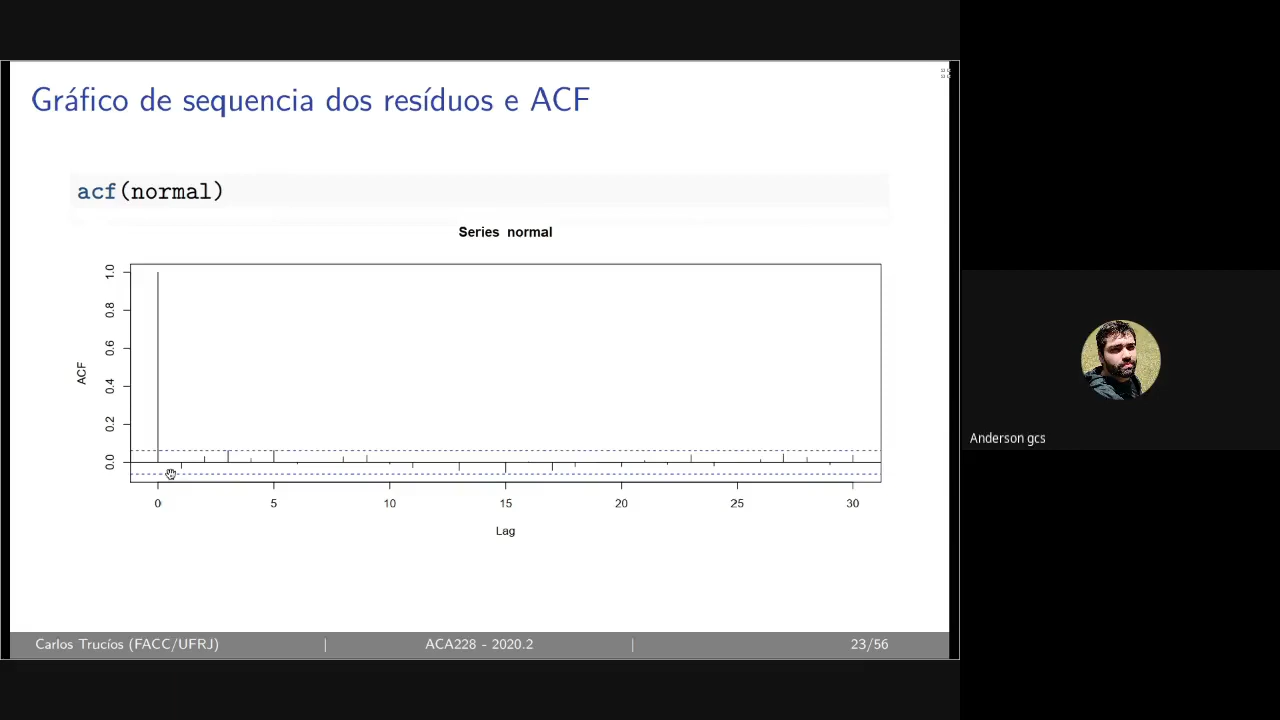 Gráfico de sequencia dos resíduos e ACF
acf(normal)
Series normal
ACF
1.0
0.8
0.6
0.4
0.2
0.0
0 5 10 15 20 25 30
Lag
Anderson gcs
Carlos Trucíos (FACC/UFRJ) | ACA228 - 2020.2 | 23/56